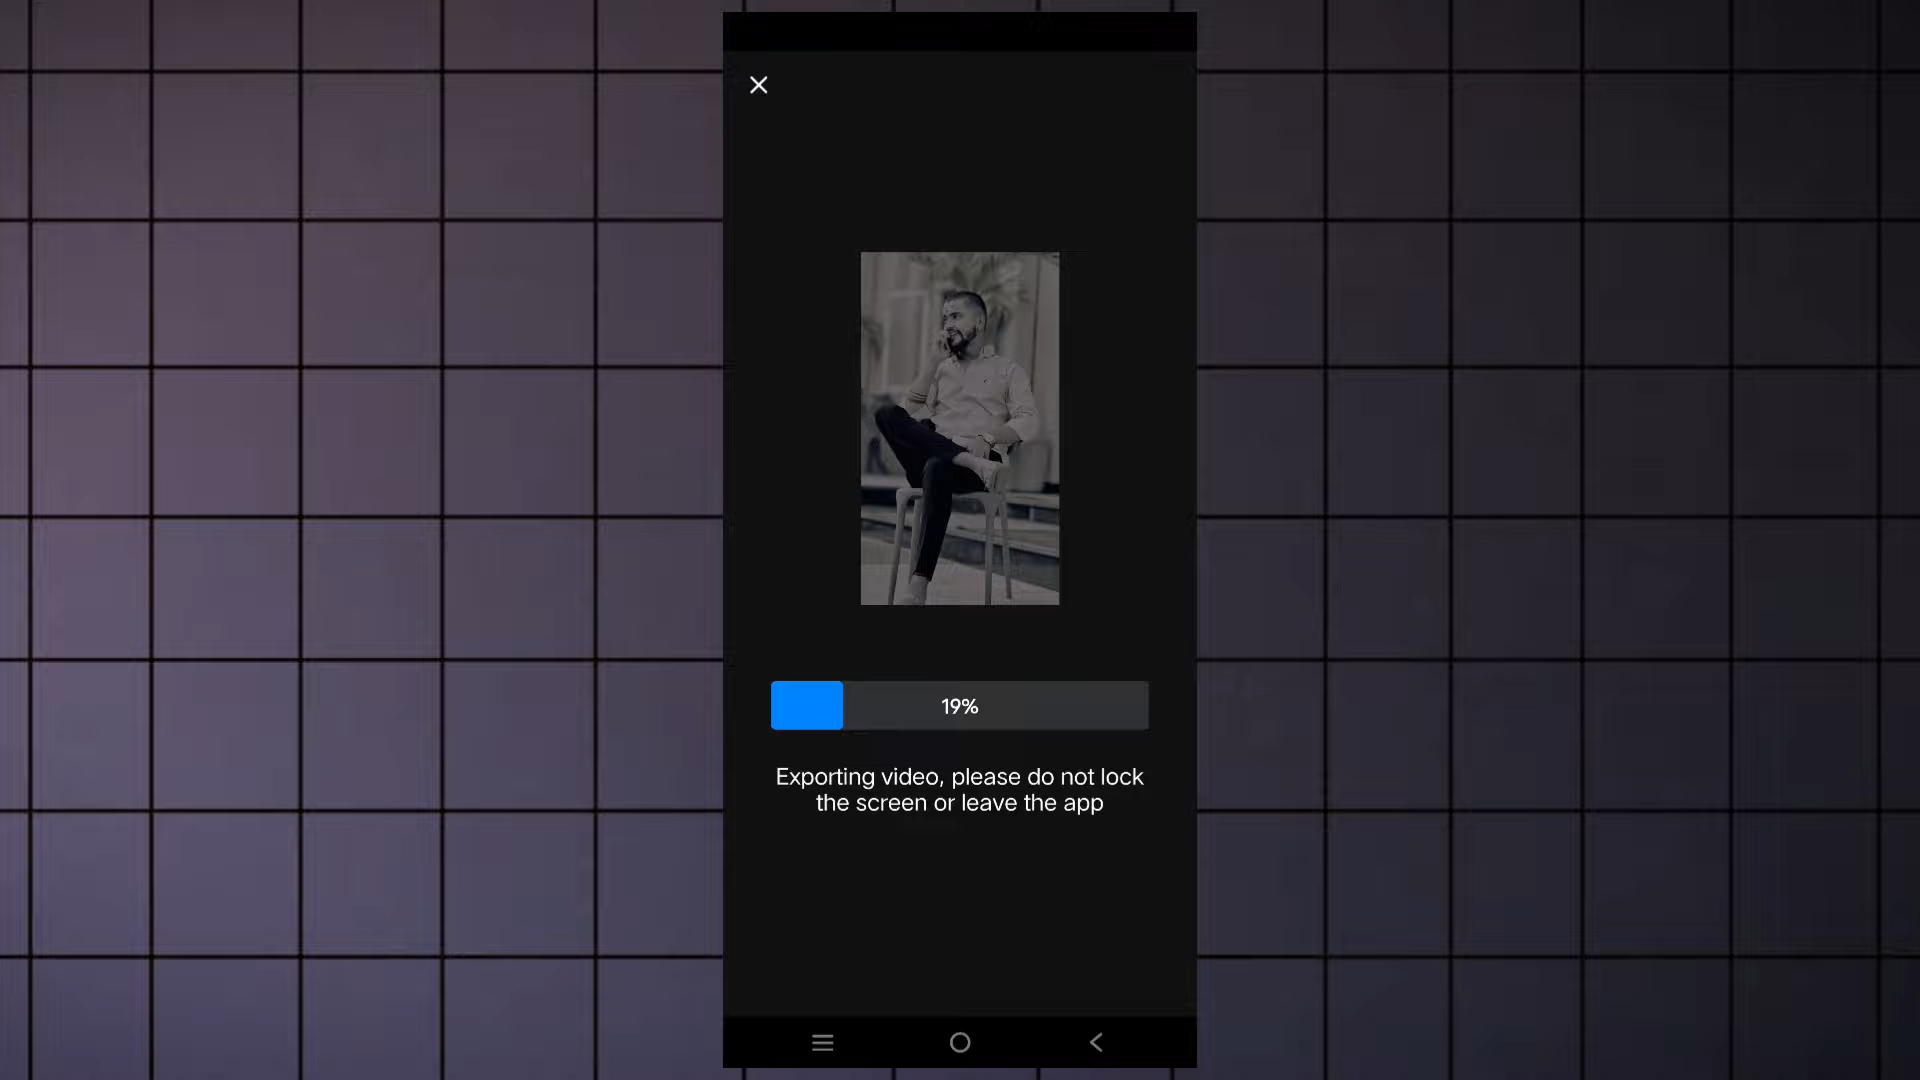 19%
Exporting video, please do not lock
the screen or leave the app